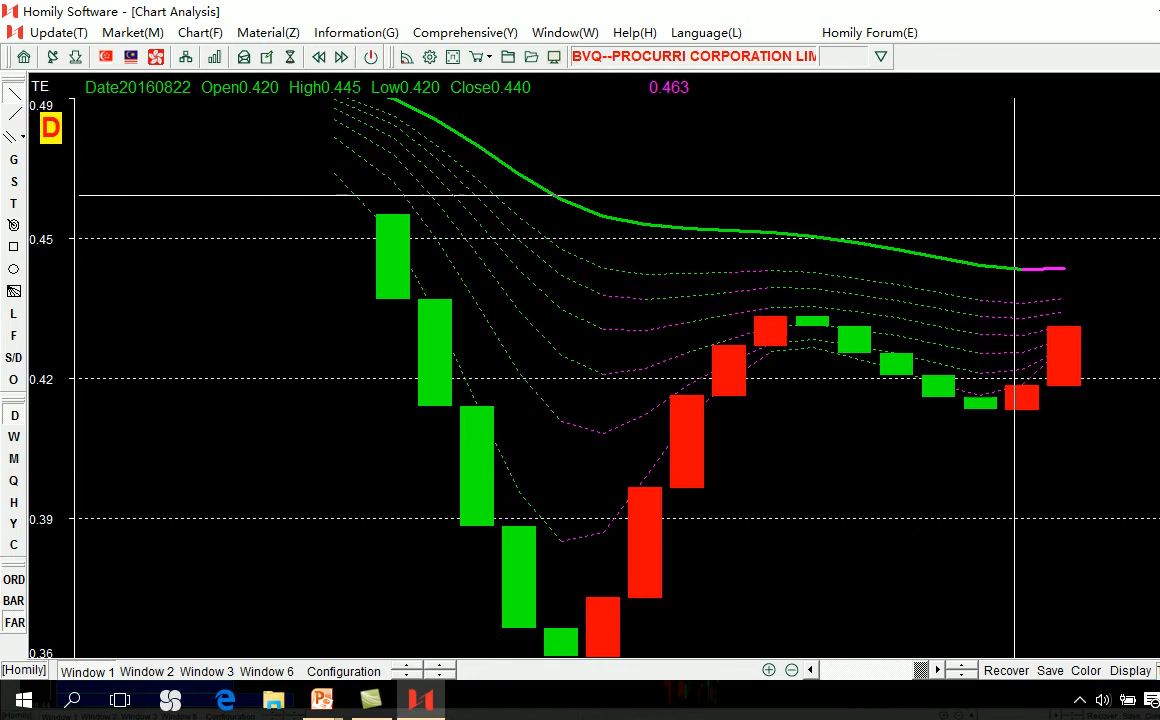 Homily Software - [Chart Analysis]
Update(T) Market(M) Chart(F) Material(Z) Information(G) Comprehensive(Y) Window(W) Help(H) Language(L) Homily Forum(E)
BVQ--PROCURRI CORPORATION LIM
TE Date20160822 Open0.420 High0.445 Low0.420 Close0.440 0.463
0.49
D
G
S
T
0.45
L
F
S/D
0.42
O
D
W
M
Q
H
0.39
Y
C
ORD
BAR
FAR
0.36
[Homily] Window 1 Window 2 Window 3 Window 6 Configuration Recover Save Color Display